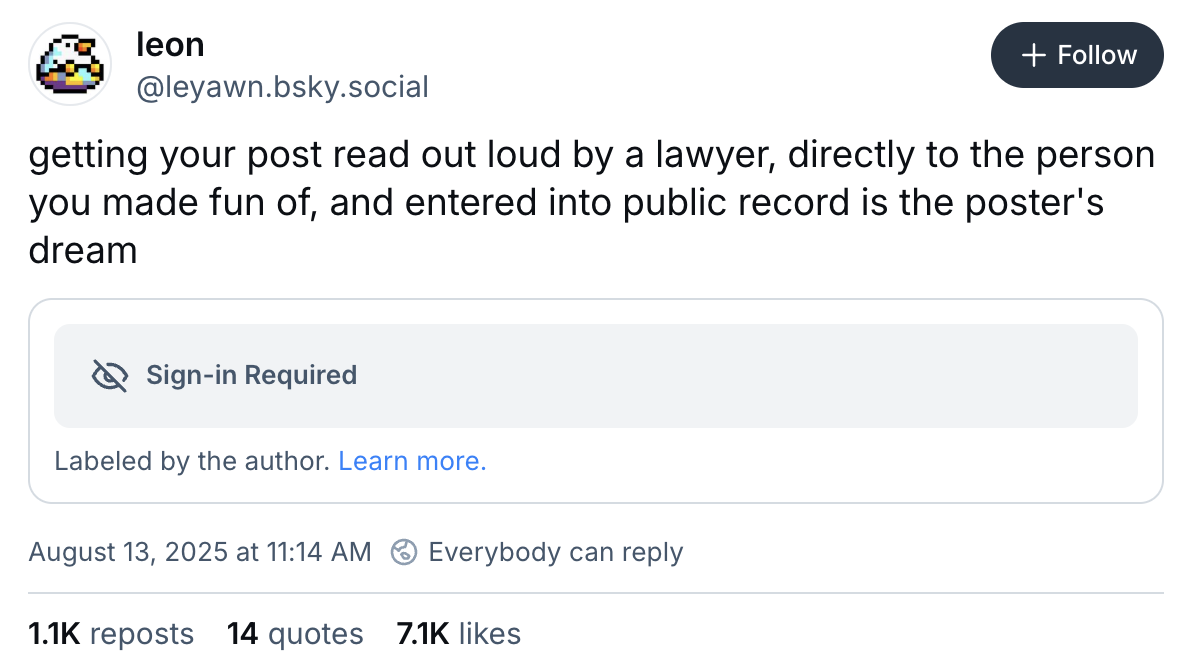 leon
+ Follow
@leyawn.bsky.social
getting your post read out loud by a lawyer, directly to the person
you made fun of, and entered into public record is the poster's
dream
Sign-in Required
Labeled by the author. Learn more.
August 13, 2025 at 11:14 AM Everybody can reply
1.1K reposts 14 quotes 7.1K likes